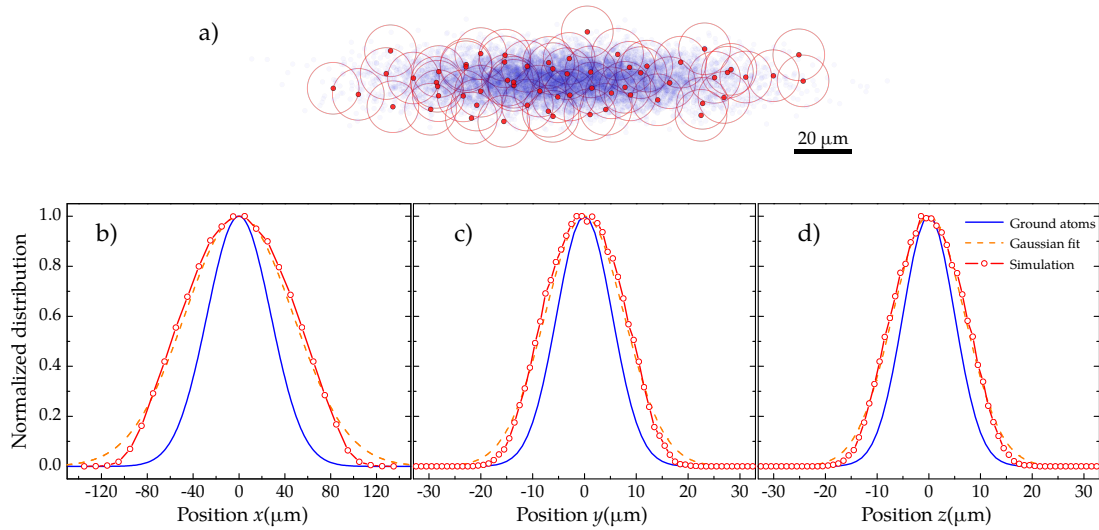 a)
20 μm
b)
c)
d)
Ground atoms
Gaussian fit
Simulation
Normalized distribution
1.0
0.8
0.6
0.4
0.2
0.0
-120 -80 -40 0 40 80 120
-30 -20 -10 0 10 20 30
-30 -20 -10 0 10 20 30
Position x(μm)
Position y(μm)
Position z(μm)